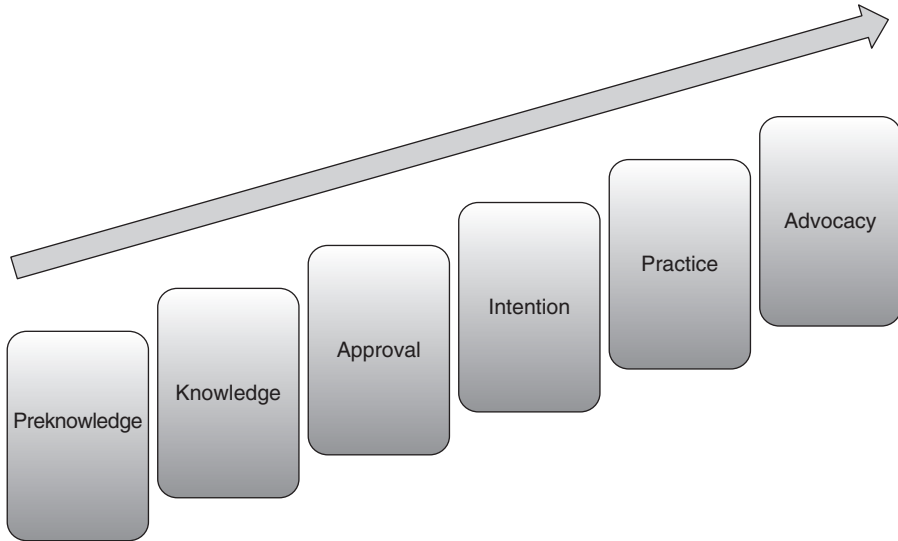 Preknowledge
Knowledge
Approval
Intention
Practice
Advocacy